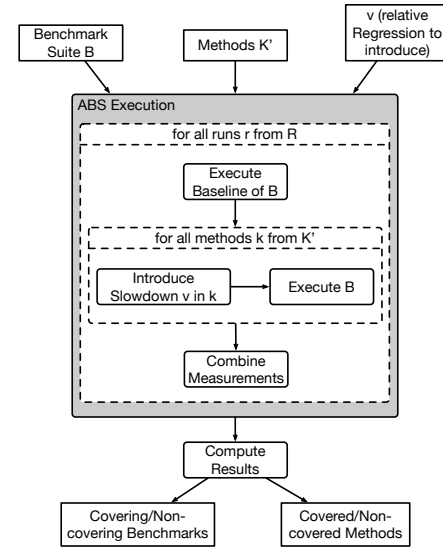 Benchmark
Suite B
Methods K'
v (relative
Regression to
introduce)
ABS Execution
for all runs r from R
Execute
Baseline of B
for all methods k from K'
Introduce
Slowdown v in k
Execute B
Combine
Measurements
Compute
Results
Covering/Non-
covering Benchmarks
Covered/Non-
covered Methods